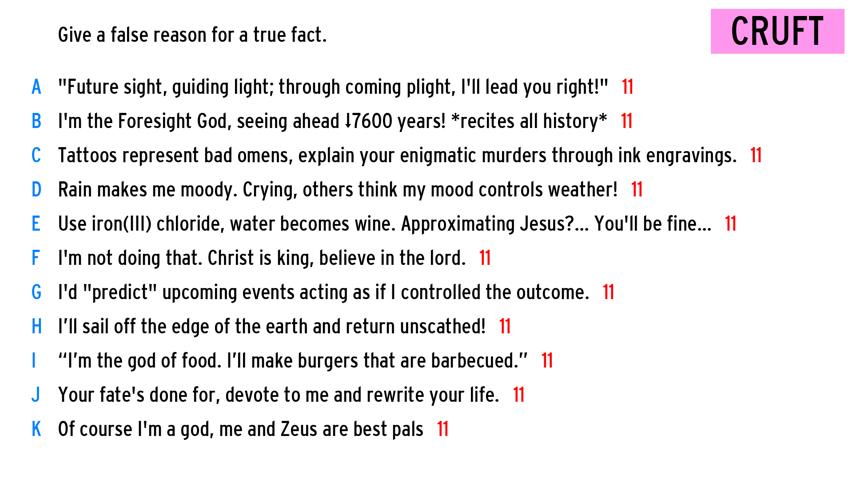 Give a false reason for a true fact.
CRUFT
A "Future sight, guiding light; through coming plight, I'll lead you right!" 11
B I'm the Foresight God, seeing ahead ⇃7600 years! *recites all history* 11
C Tattoos represent bad omens, explain your enigmatic murders through ink engravings. 11
D Rain makes me moody. Crying, others think my mood controls weather! 11
E Use iron(III) chloride, water becomes wine. Approximating Jesus?... You'll be fine... 11
F I'm not doing that. Christ is king, believe in the lord. 11
G I'd "predict" upcoming events acting as if I controlled the outcome. 11
H I’ll sail off the edge of the earth and return unscathed! 11
I “I’m the god of food. I’ll make burgers that are barbecued.” 11
J Your fate's done for, devote to me and rewrite your life. 11
K Of course I'm a god, me and Zeus are best pals 11